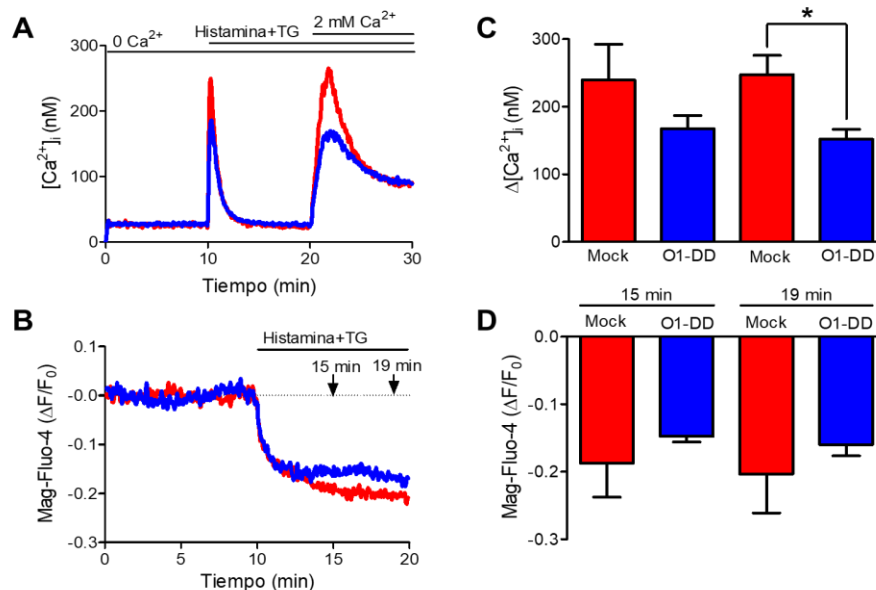 A
0 Ca²⁺
Histamina+TG
2 mM Ca²⁺
300
200
100
0
[Ca²⁺]ᵢ (nM)
0
10
20
30
Tiempo (min)
C
*
300
250
150
100
0
Δ[Ca²⁺]ᵢ (nM)
Mock
O1-DD
Mock
O1-DD
B
Histamina+TG
15 min
19 min
0.1
-0.0
-0.1
-0.2
-0.3
Mag-Fluo-4 (ΔF/F₀)
0
5
10
15
20
Tiempo (min)
D
15 min
19 min
Mock
O1-DD
Mock
O1-DD
0.0
-0.1
-0.2
-0.3
Mag-Fluo-4 (ΔF/F₀)